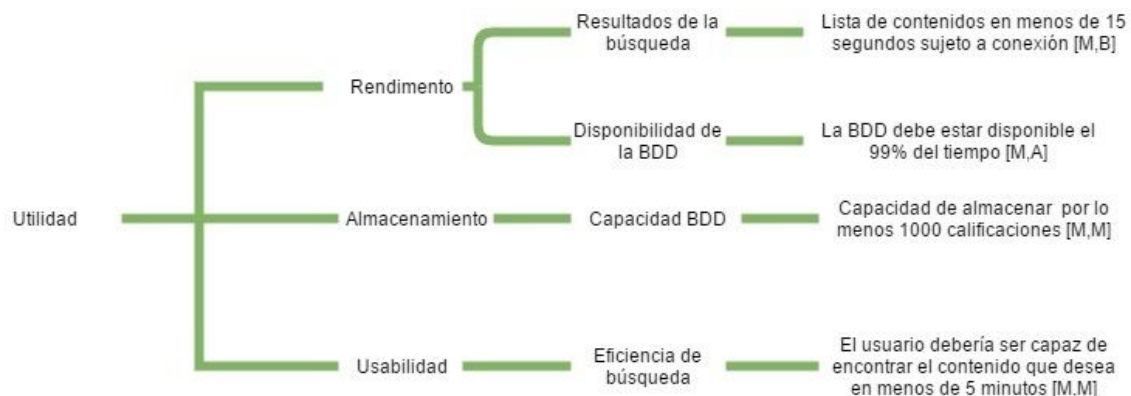 Utilidad
Rendimento
Resultados de la
búsqueda
Lista de contenidos en menos de 15
segundos sujeto a conexión [M,B]
Disponibilidad de
la BDD
La BDD debe estar disponible el
99% del tiempo [M,A]
Almacenamiento
Capacidad BDD
Capacidad de almacenar por lo
menos 1000 calificaciones [M,M]
Usabilidad
Eficiencia de
búsqueda
El usuario debería ser capaz de
encontrar el contenido que desea
en menos de 5 minutos [M,M]